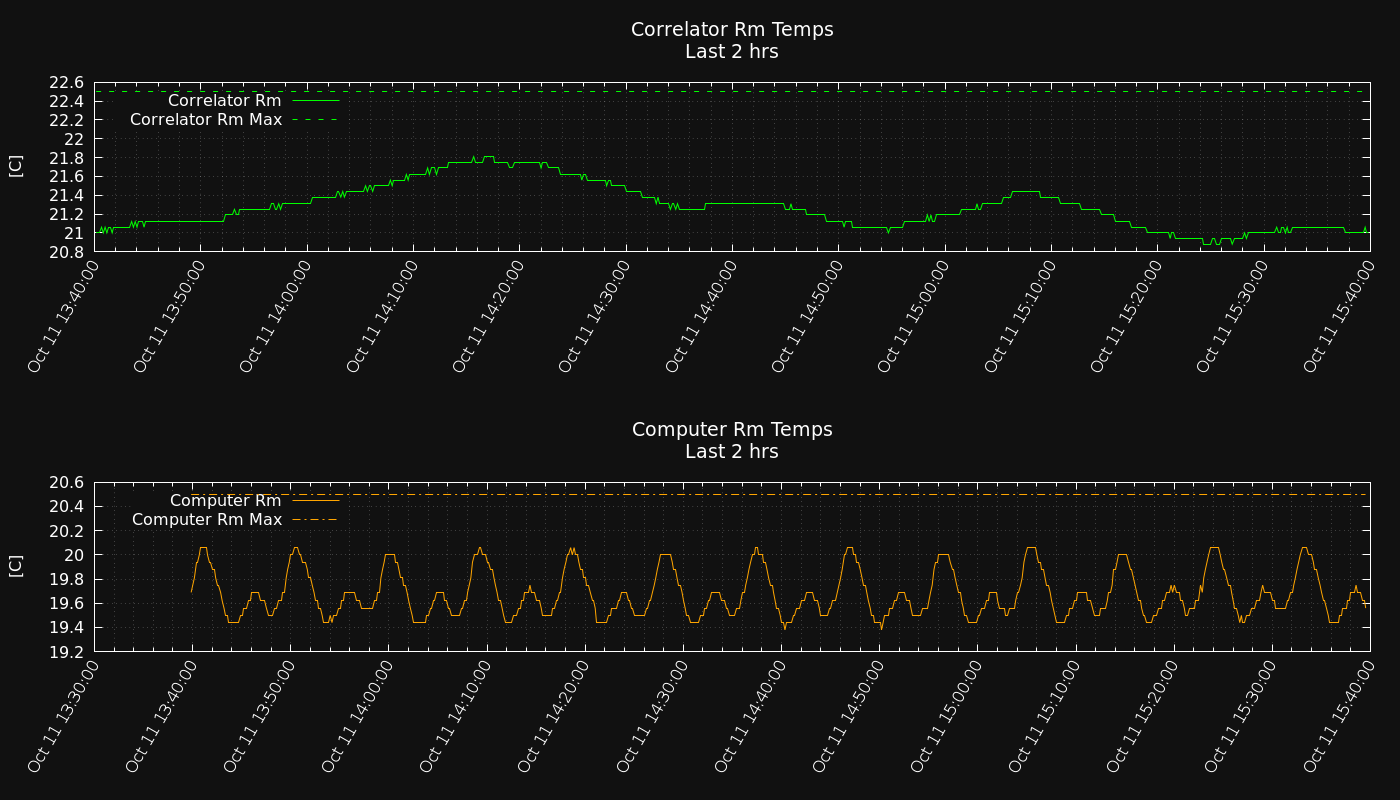 Correlator Rm Temps
Last 2 hrs
22.6
22.4
22.2
22
21.8
21.6
21.4
21.2
21
20.8
[C]
Correlator Rm
Correlator Rm Max
Oct 11 13:40:00
Oct 11 13:50:00
Oct 11 14:00:00
Oct 11 14:10:00
Oct 11 14:20:00
Oct 11 14:30:00
Oct 11 14:40:00
Oct 11 14:50:00
Oct 11 15:00:00
Oct 11 15:10:00
Oct 11 15:20:00
Oct 11 15:30:00
Oct 11 15:40:00
Computer Rm Temps
Last 2 hrs
20.6
20.4
20.2
20
19.8
19.6
19.4
19.2
[C]
Computer Rm
Computer Rm Max
Oct 11 13:30:00
Oct 11 13:40:00
Oct 11 13:50:00
Oct 11 14:00:00
Oct 11 14:10:00
Oct 11 14:20:00
Oct 11 14:30:00
Oct 11 14:40:00
Oct 11 14:50:00
Oct 11 15:00:00
Oct 11 15:10:00
Oct 11 15:20:00
Oct 11 15:30:00
Oct 11 15:40:00